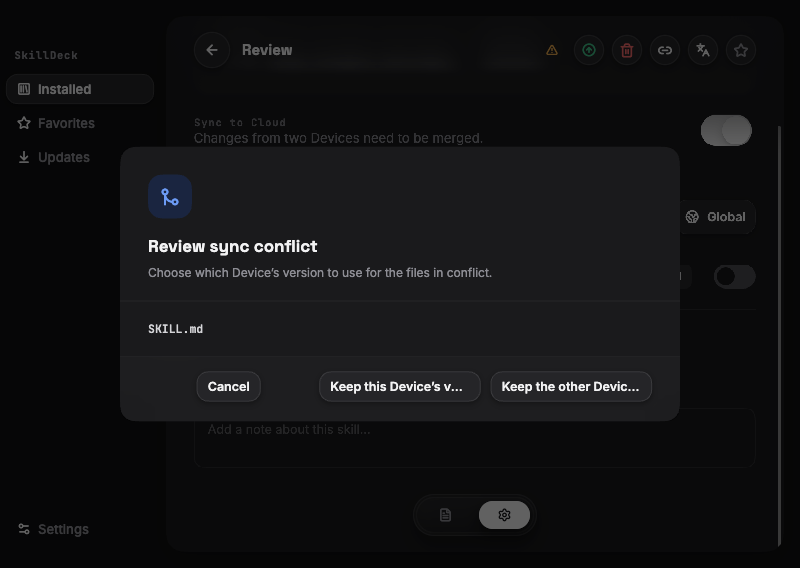 SkillDeck
Installed
Favorites
Updates
Settings
Review
Sync to Cloud
Changes from two Devices need to be merged.
Global
Review sync conflict
Choose which Device's version to use for the files in conflict.
SKILL.md
Cancel
Keep this Device's v...
Keep the other Devic...
Add a note about this skill...